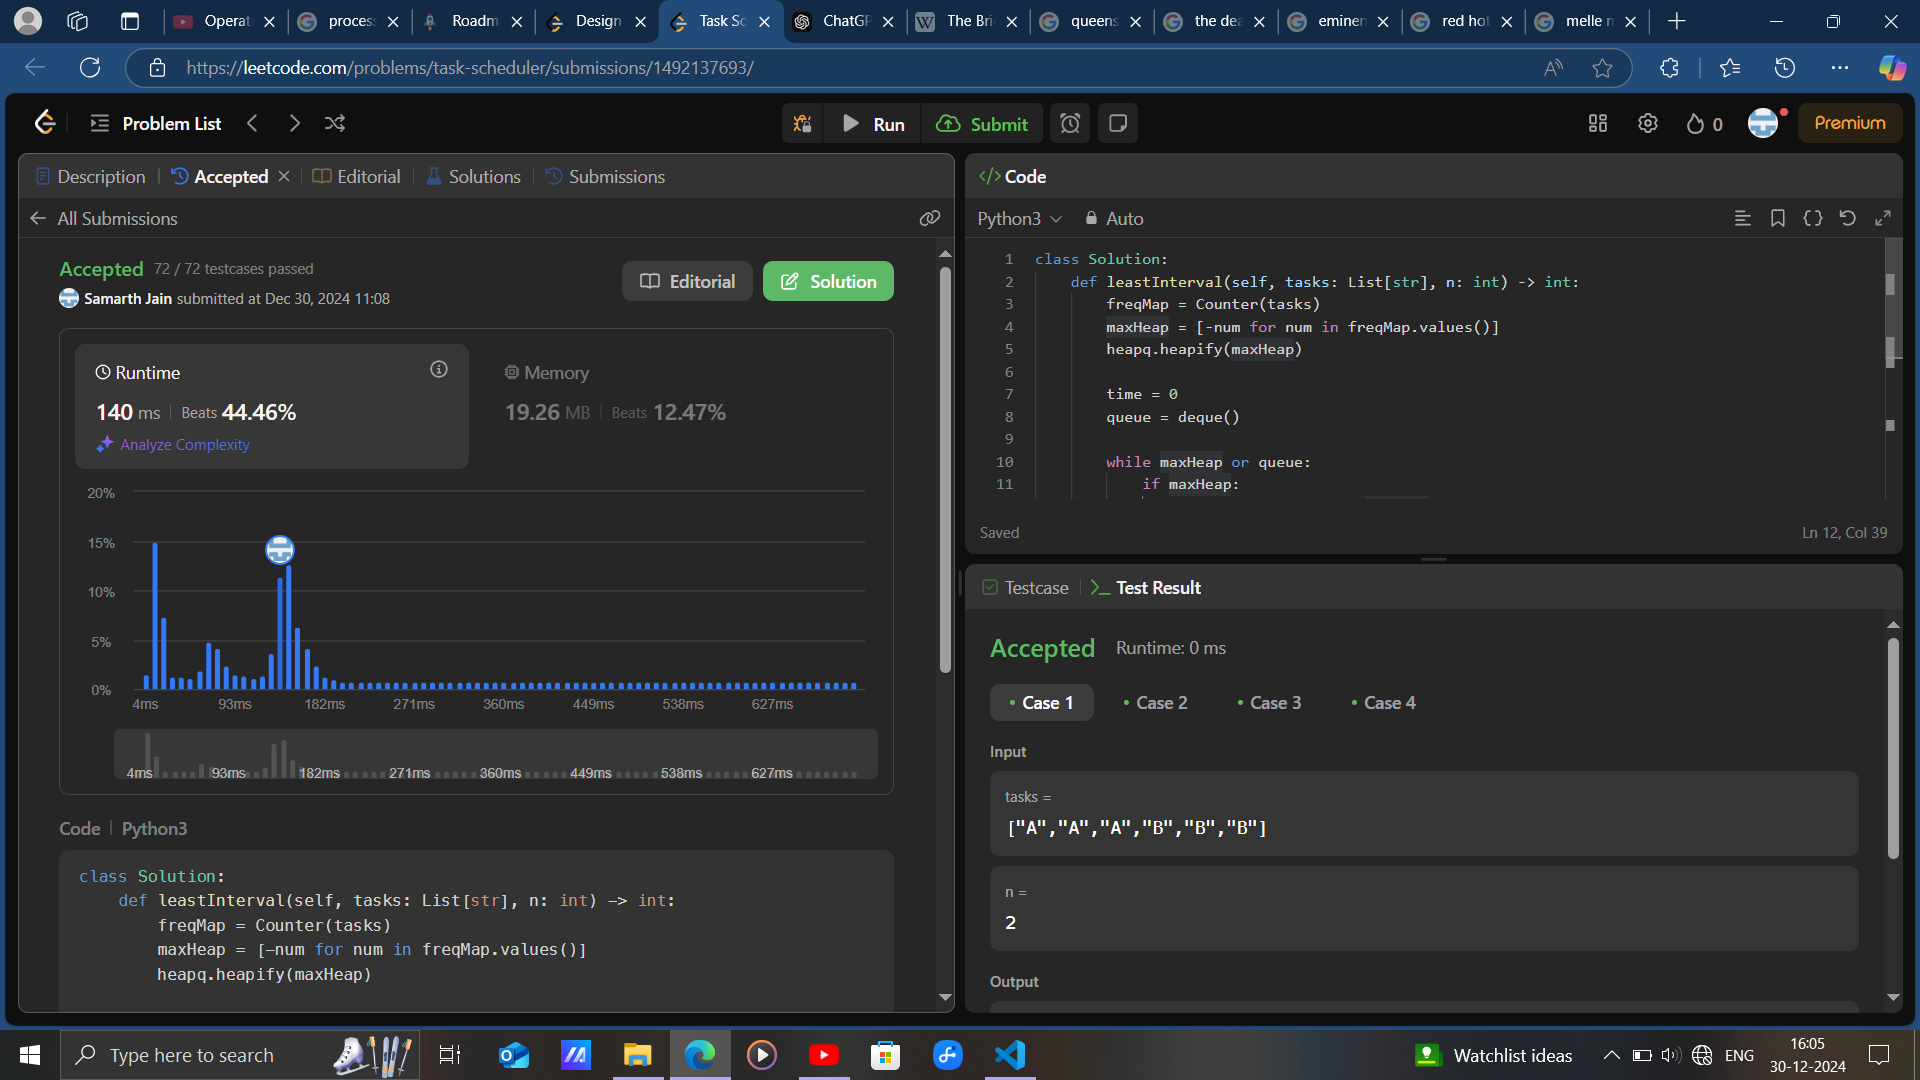 Operati
process
Roadm
Design
Task Sc
ChatGP
The Bri
queens
the dea
eminen
red hot
melle n
https://leetcode.com/problems/task-scheduler/submissions/1492137693/
Problem List
Run
Submit
0
Premium
Description
Accepted
Editorial
Solutions
Submissions
All Submissions
Accepted 72 / 72 testcases passed
Samarth Jain submitted at Dec 30, 2024 11:08
Editorial
Solution
Runtime
140 ms Beats 44.46%
Analyze Complexity
Memory
19.26 MB Beats 12.47%
20%
15%
10%
5%
0%
4ms 93ms 182ms 271ms 360ms 449ms 538ms 627ms
4ms 93ms 182ms 271ms 360ms 449ms 538ms 627ms
Code Python3
class Solution:
def leastInterval(self, tasks: List[str], n: int) -> int:
freqMap = Counter(tasks)
maxHeap = [-num for num in freqMap.values()]
heapq.heapify(maxHeap)
</> Code
Python3 Auto
1 class Solution:
2 def leastInterval(self, tasks: List[str], n: int) -> int:
3 freqMap = Counter(tasks)
4 maxHeap = [-num for num in freqMap.values()]
5 heapq.heapify(maxHeap)
6
7 time = 0
8 queue = deque()
9
10 while maxHeap or queue:
11 if maxHeap:
Saved
Ln 12, Col 39
Testcase
Test Result
Accepted Runtime: 0 ms
Case 1 Case 2 Case 3 Case 4
Input
tasks =
["A","A","A","B","B","B"]
n =
2
Output
Type here to search
Watchlist ideas
ENG
16:05
30-12-2024